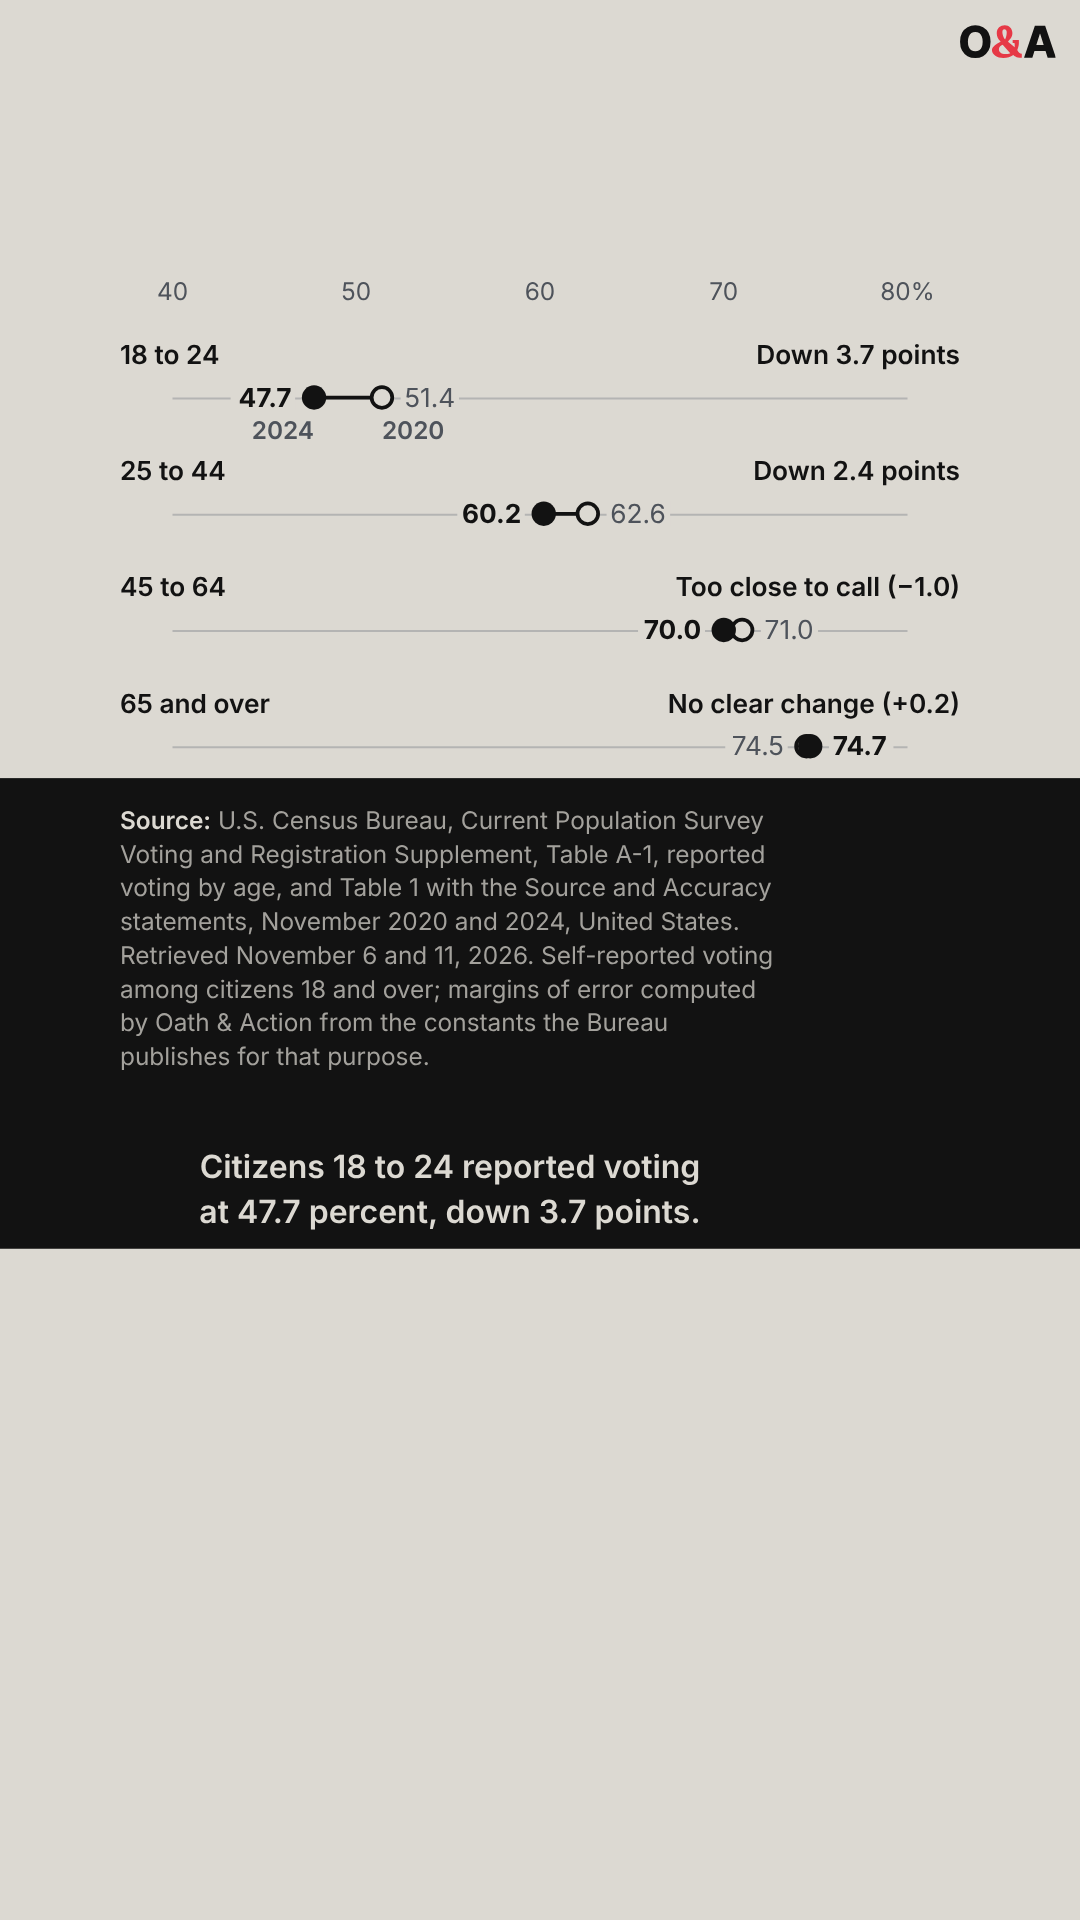 O&A
40 50 60 70 80%
18 to 24 Down 3.7 points
47.7 51.4
2024 2020
25 to 44 Down 2.4 points
60.2 62.6
45 to 64 Too close to call (−1.0)
70.0 71.0
65 and over No clear change (+0.2)
74.5 74.7
Source: U.S. Census Bureau, Current Population Survey
Voting and Registration Supplement, Table A-1, reported
voting by age, and Table 1 with the Source and Accuracy
statements, November 2020 and 2024, United States.
Retrieved November 6 and 11, 2026. Self-reported voting
among citizens 18 and over; margins of error computed
by Oath & Action from the constants the Bureau
publishes for that purpose.
Citizens 18 to 24 reported voting
at 47.7 percent, down 3.7 points.